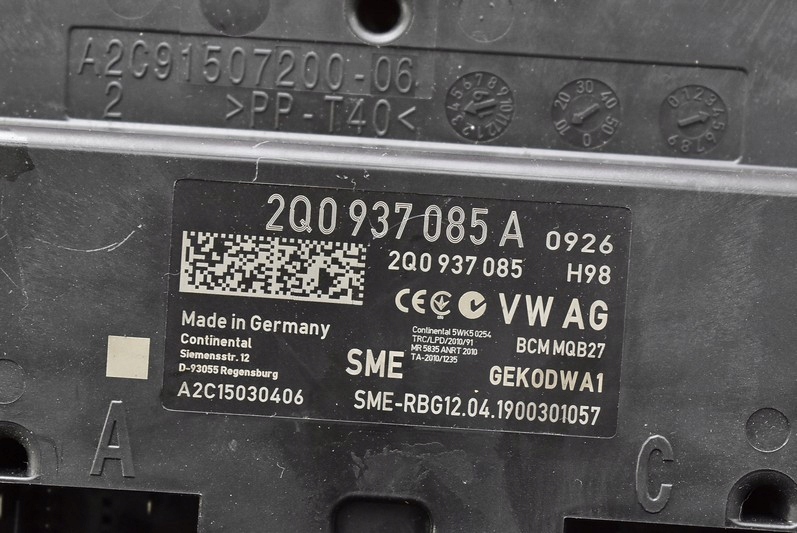 A2C91507200-06
2 >PP-T40<
2Q0 937 085 A 0926
2Q0 937 085 H98
CE VW AG
Continental 5WK5 0254
TRC/LPD/2010/91
MR 5835 ANRT 2010
TA-2010/1235
BCM MQB27
Made in Germany
Continental
Siemensstr. 12
D-93055 Regensburg
A2C15030406
SME
GEKODWA1
SME-RBG12.04.1900301057
A
C